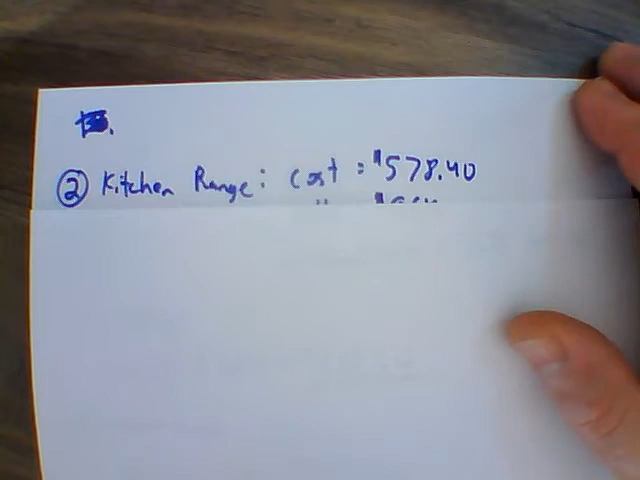 ② Kitchen Range: Cost = $578.40